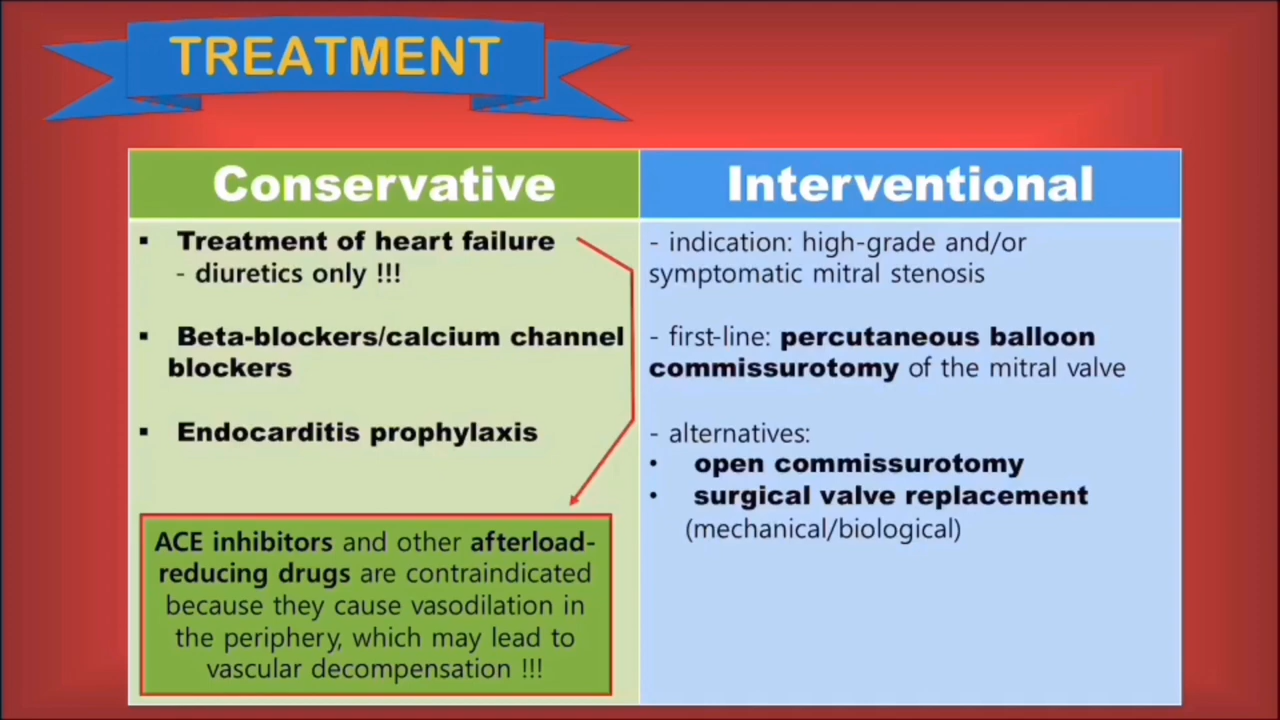 TREATMENT
Conservative
▪ Treatment of heart failure
- diuretics only !!!
▪ Beta-blockers/calcium channel
blockers
▪ Endocarditis prophylaxis
ACE inhibitors and other afterload-
reducing drugs are contraindicated
because they cause vasodilation in
the periphery, which may lead to
vascular decompensation !!!
Interventional
- indication: high-grade and/or
symptomatic mitral stenosis
- first-line: percutaneous balloon
commissurotomy of the mitral valve
- alternatives:
• open commissurotomy
• surgical valve replacement
(mechanical/biological)